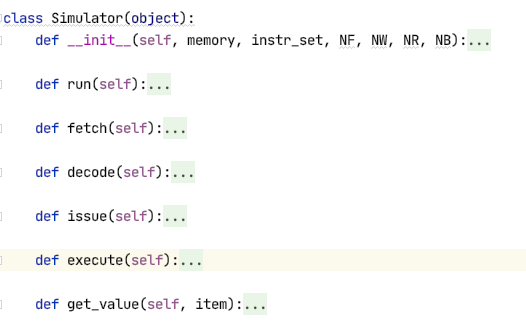 class Simulator(object):
def __init__(self, memory, instr_set, NF, NW, NR, NB):...
def run(self):...
def fetch(self):...
def decode(self):...
def issue(self):...
def execute(self):...
def get_value(self, item):...